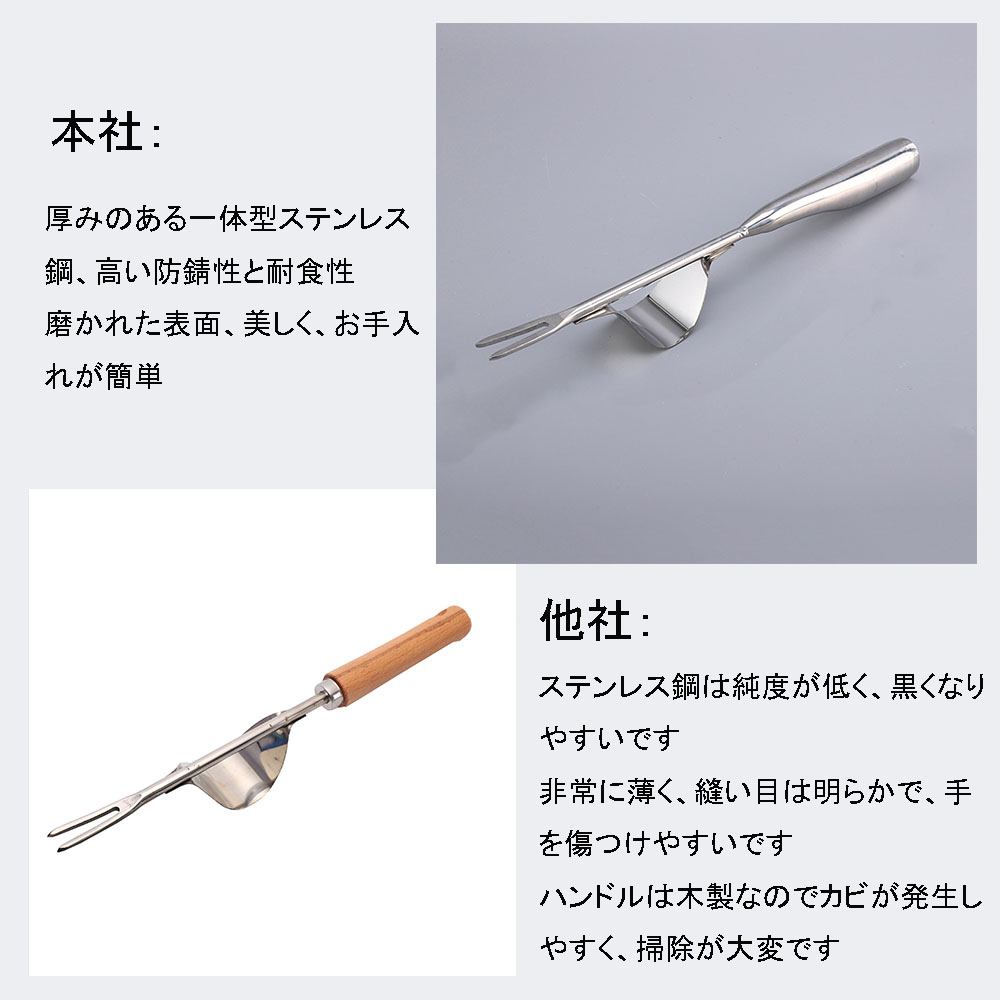 本社：
厚みのある一体型ステンレス
鋼、高い防錆性と耐食性
磨かれた表面、美しく、お手入
れが簡単
他社：
ステンレス鋼は純度が低く、黒くなり
やすいです
非常に薄く、縫い目は明らかで、手
を傷つけやすいです
ハンドルは木製なのでカビが発生し
やすく、掃除が大変です